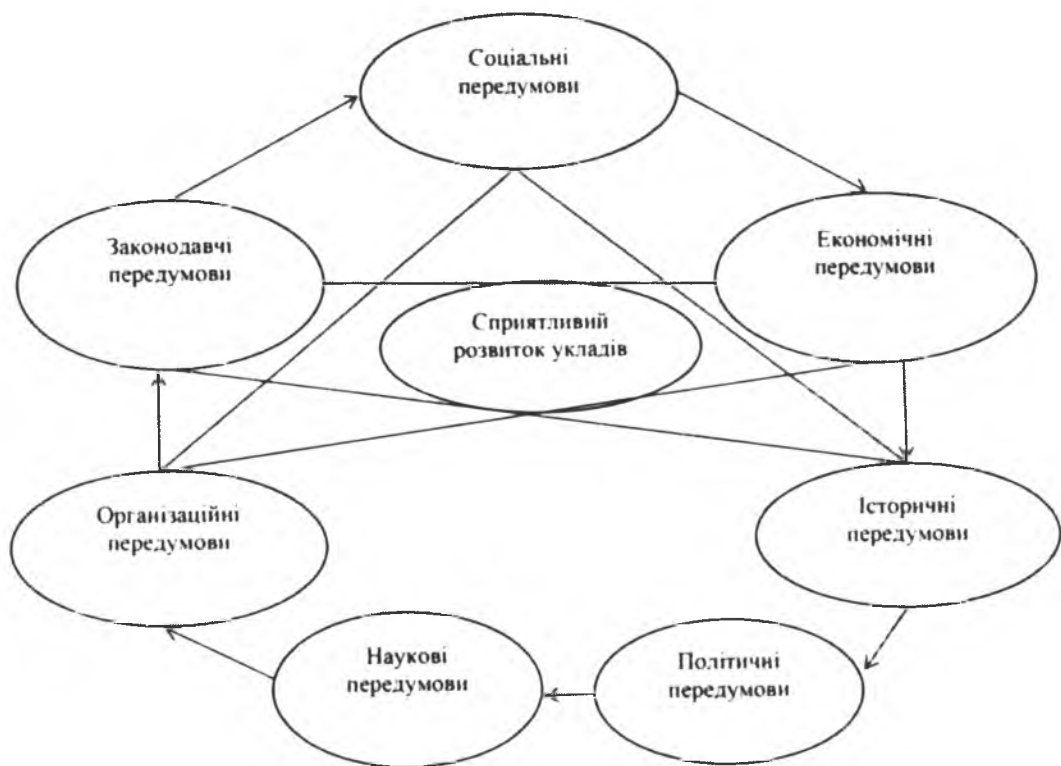 Соціальні
передумови
Законодавчі
передумови
Економічні
передумови
Сприятливий
розвиток укладів
Організаційні
передумови
Історичні
передумови
Наукові
передумови
Політичні
передумови